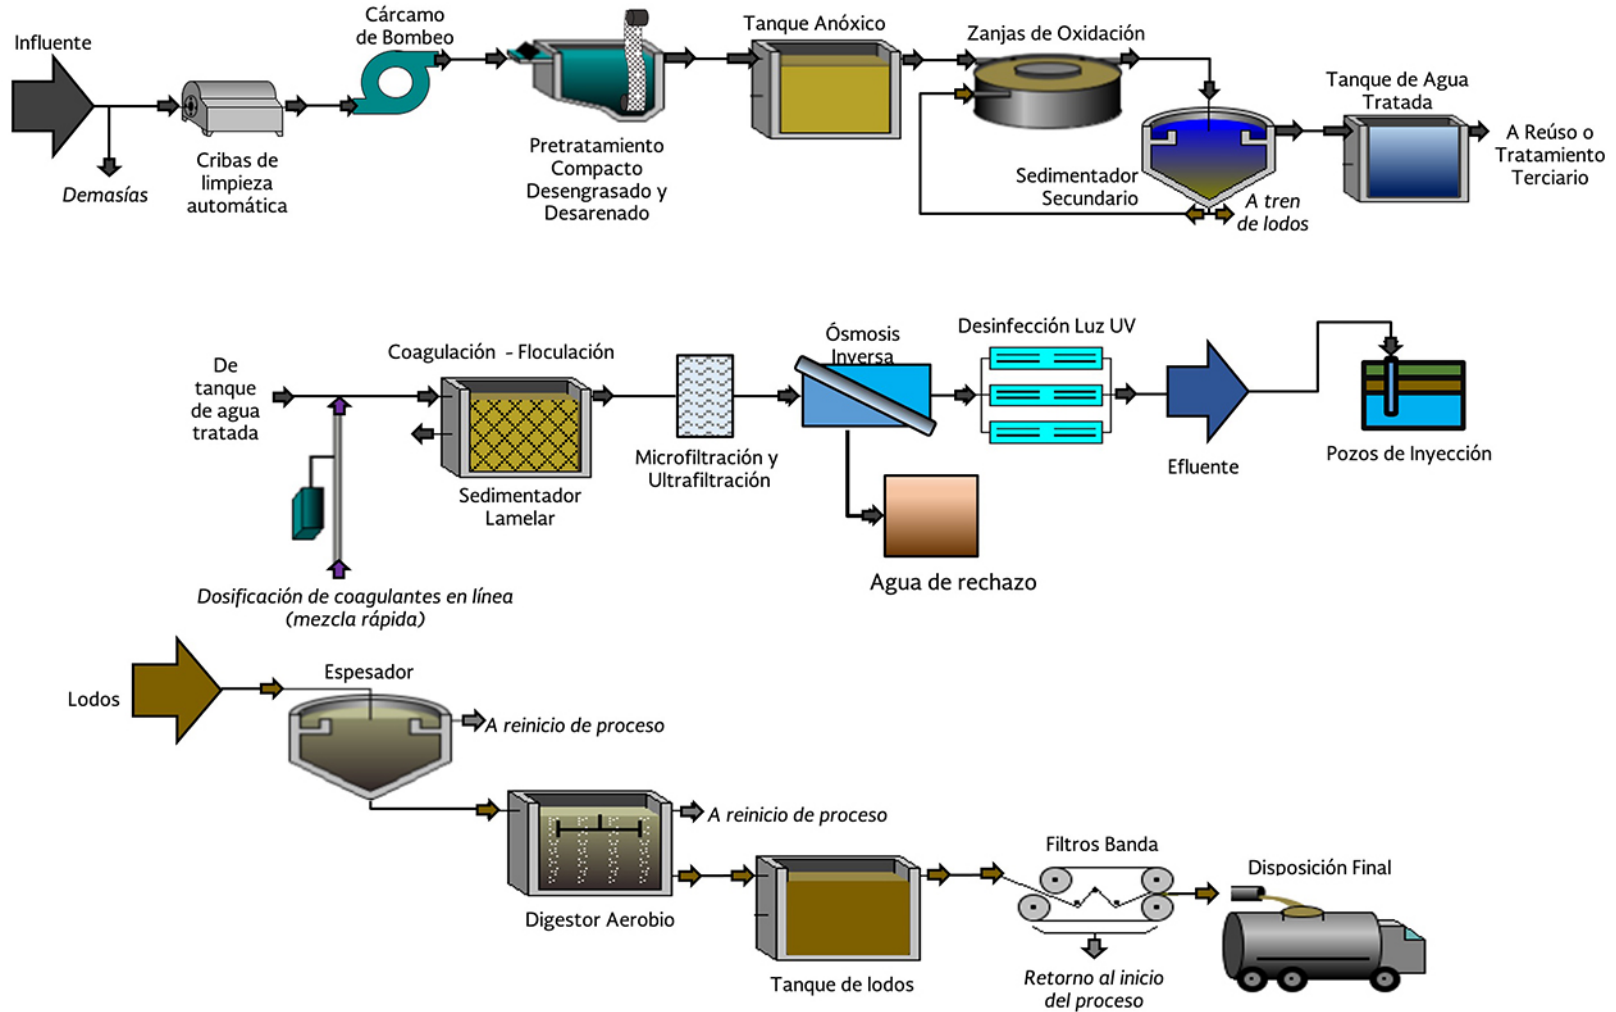 Influente
Demasías
Cribas de
limpieza
automática
Cárcamo
de Bombeo
Pretratamiento
Compacto
Desengrasado y
Desarenado
Tanque Anóxico
Zanjas de Oxidación
Sedimentador
Secundario
A tren
de lodos
Tanque de Agua
Tratada
A Reúso o
Tratamiento
Terciario
De
tanque
de agua
tratada
Dosificación de coagulantes en línea
(mezcla rápida)
Coagulación - Floculación
Sedimentador
Lamelar
Microfiltración y
Ultrafiltración
Ósmosis
Inversa
Agua de rechazo
Desinfección Luz UV
Efluente
Pozos de Inyección
Lodos
Espesador
A reinicio de proceso
Digestor Aerobio
A reinicio de proceso
Tanque de lodos
Filtros Banda
Retorno al inicio
del proceso
Disposición Final